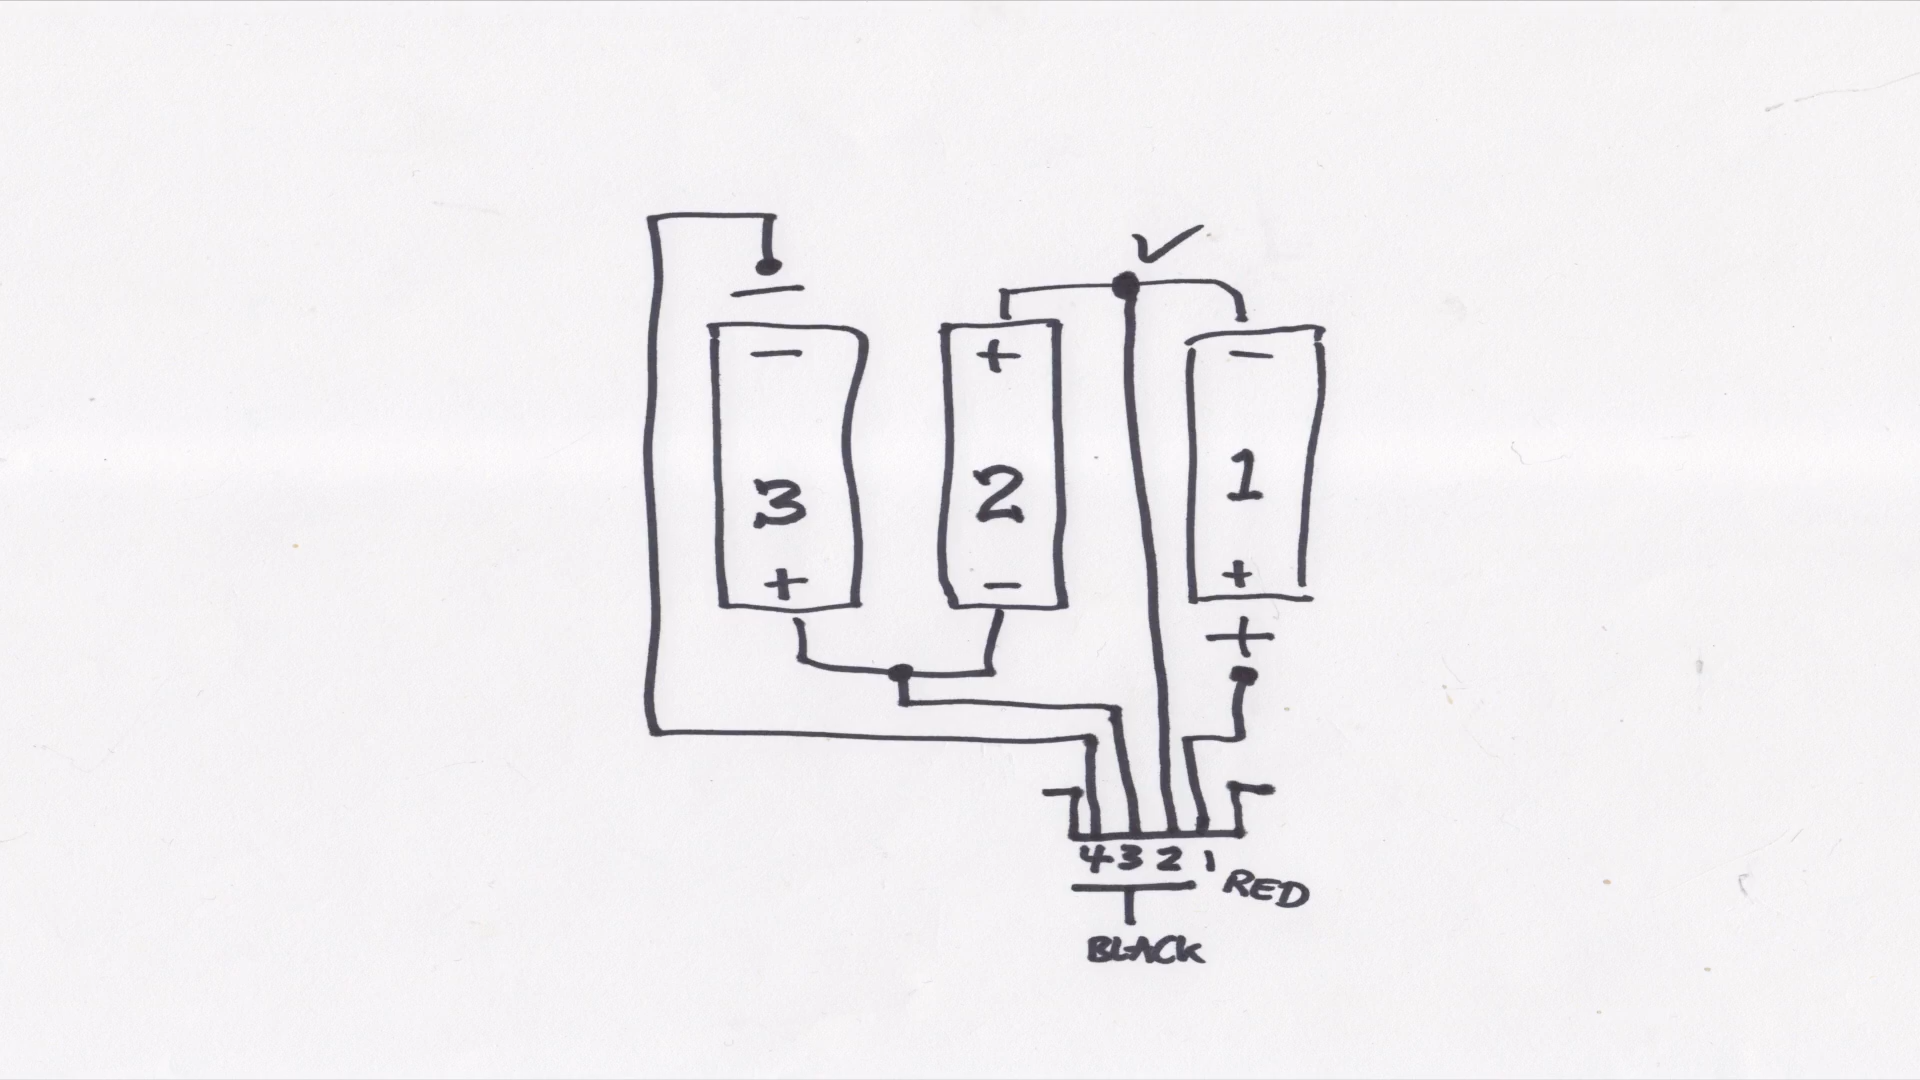 ✓
−
− + −
3 2 1
+ − +
+
4 3 2 1
RED
BLACK